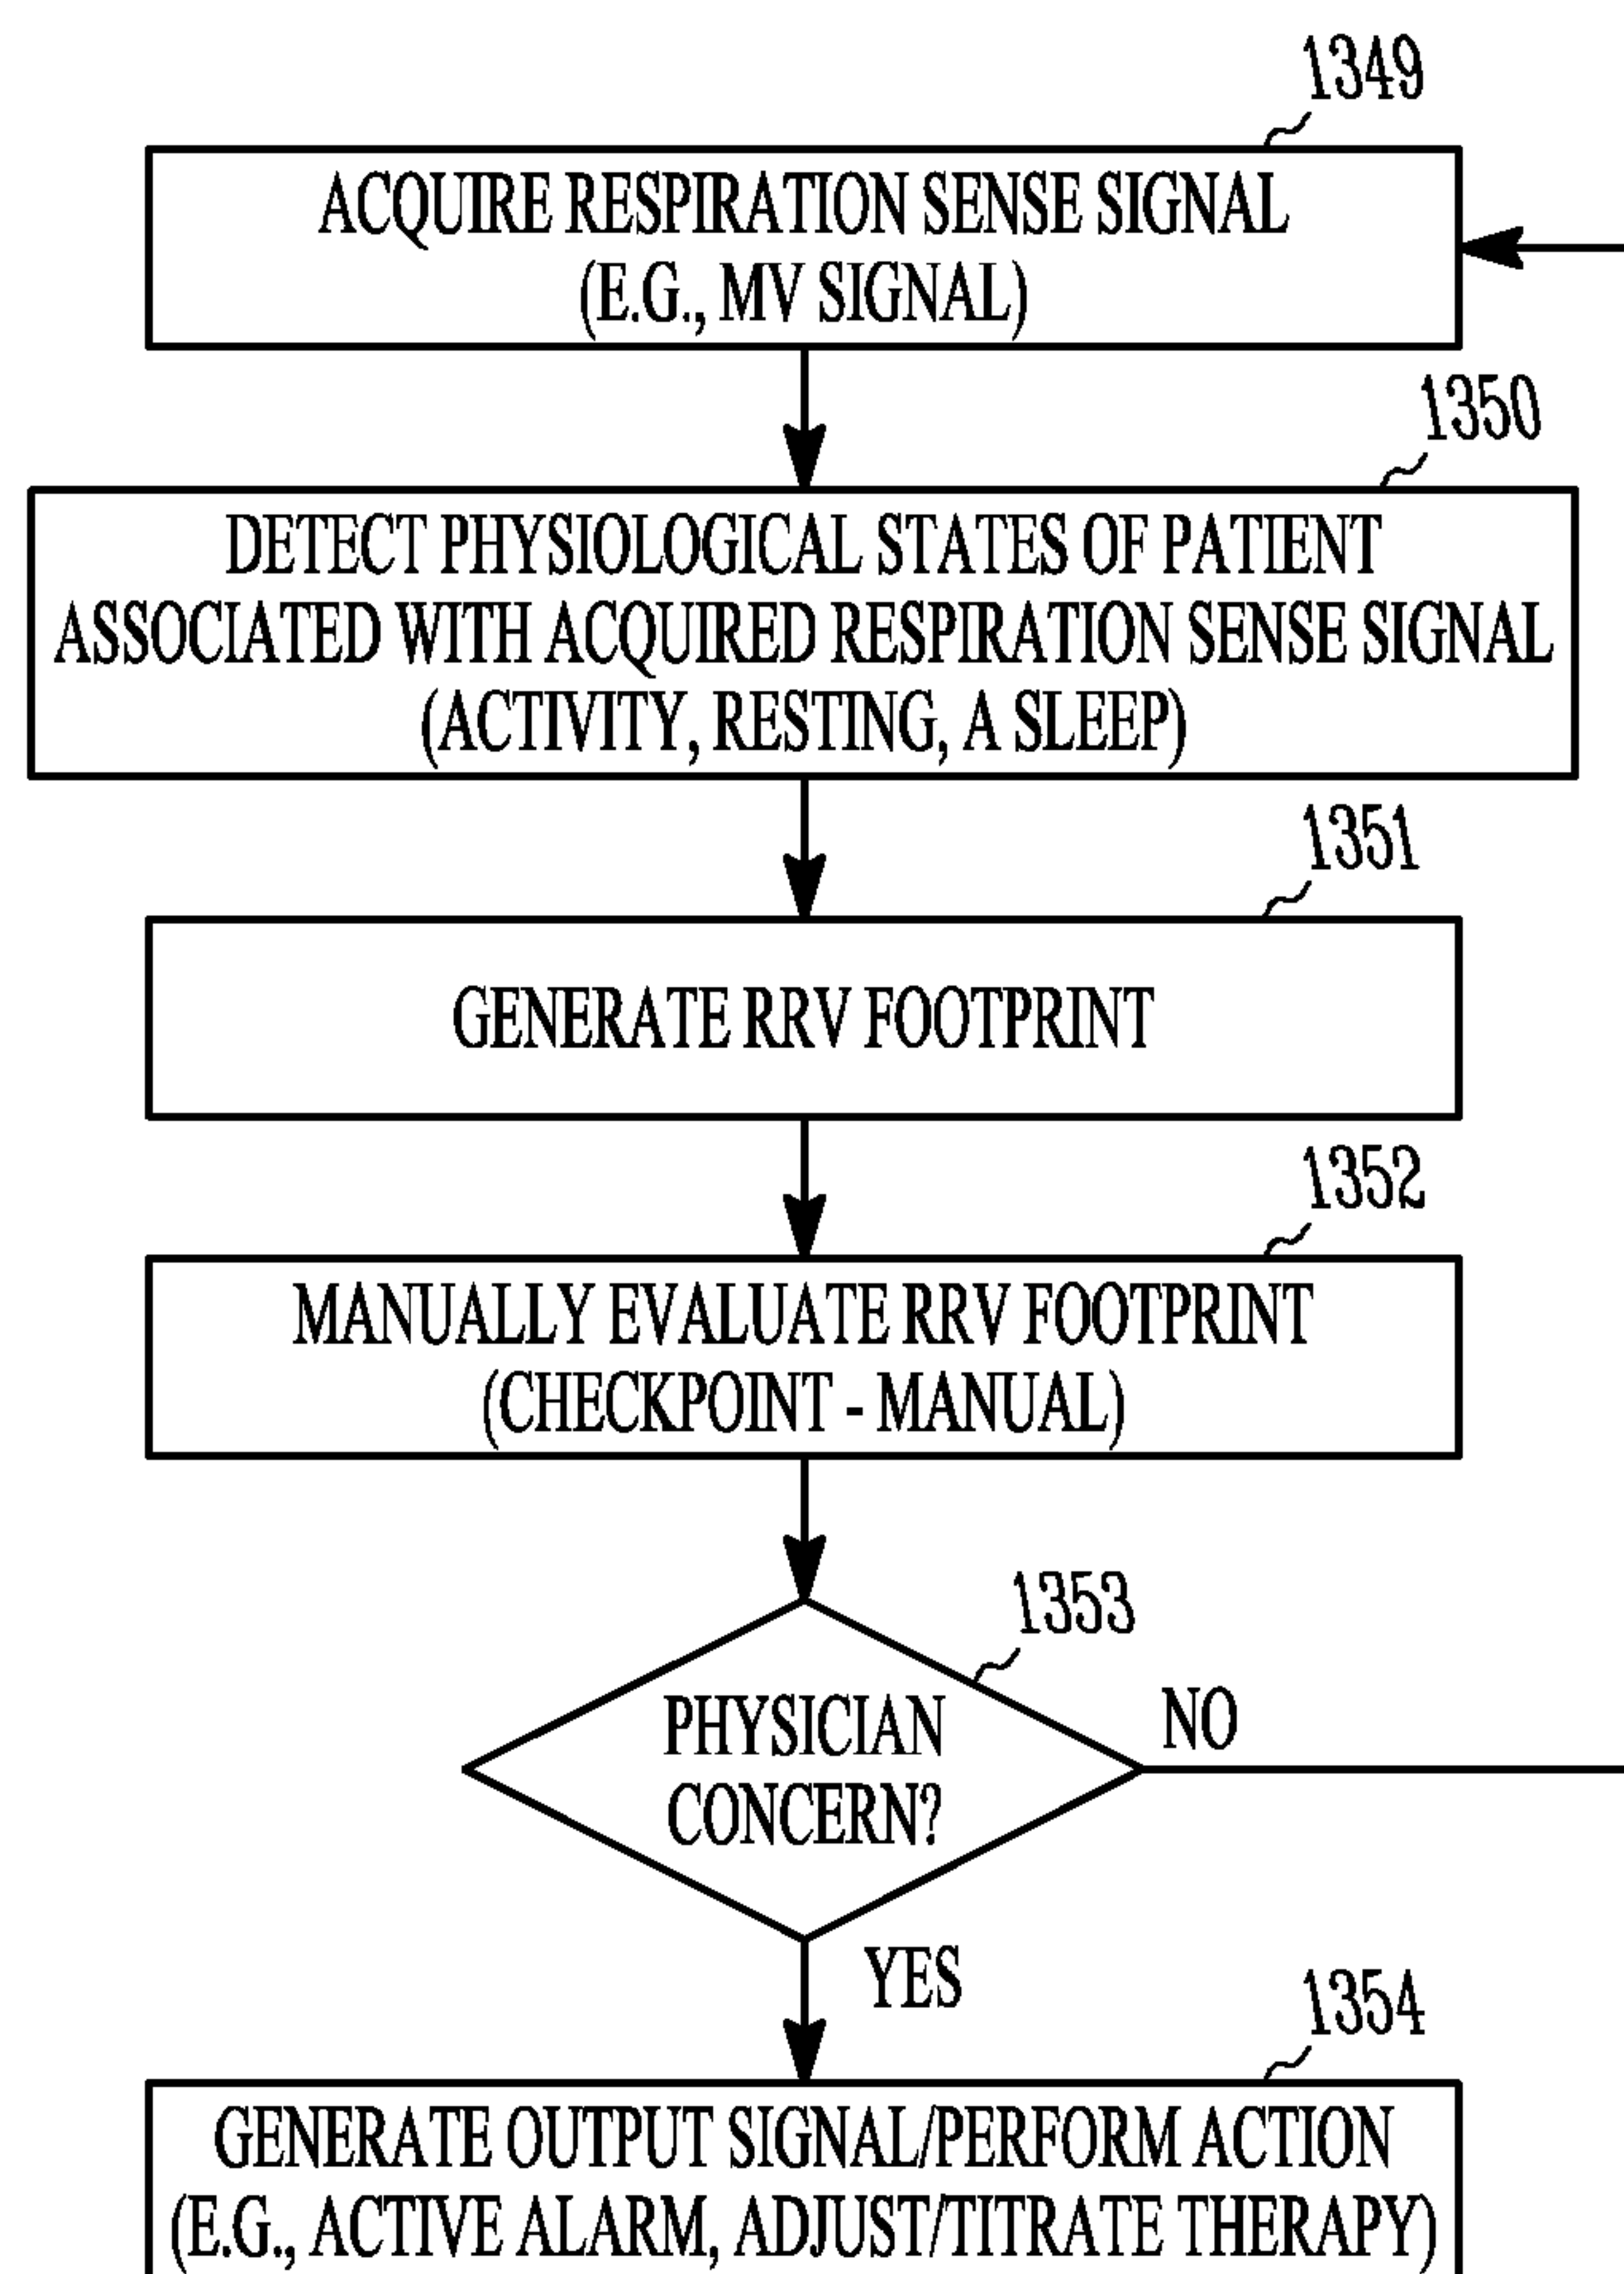 1349
ACQUIRE RESPIRATION SENSE SIGNAL
(E.G., MV SIGNAL)
1350
DETECT PHYSIOLOGICAL STATES OF PATIENT
ASSOCIATED WITH ACQUIRED RESPIRATION SENSE SIGNAL
(ACTIVITY, RESTING, A SLEEP)
1351
GENERATE RRV FOOTPRINT
1352
MANUALLY EVALUATE RRV FOOTPRINT
(CHECKPOINT - MANUAL)
1353
PHYSICIAN
CONCERN?
NO
YES
1354
GENERATE OUTPUT SIGNAL/PERFORM ACTION
(E.G., ACTIVE ALARM, ADJUST/TITRATE THERAPY)